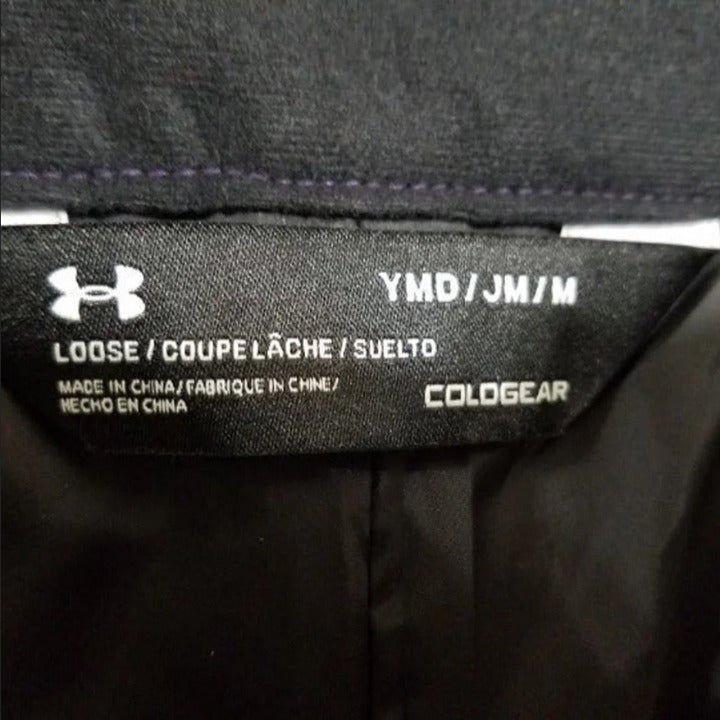 YMD/JM/M
LOOSE/COUPE LÂCHE/SUELTO
MADE IN CHINA/FABRIQUE IN CHINE/
HECHO EN CHINA
COLDGEAR